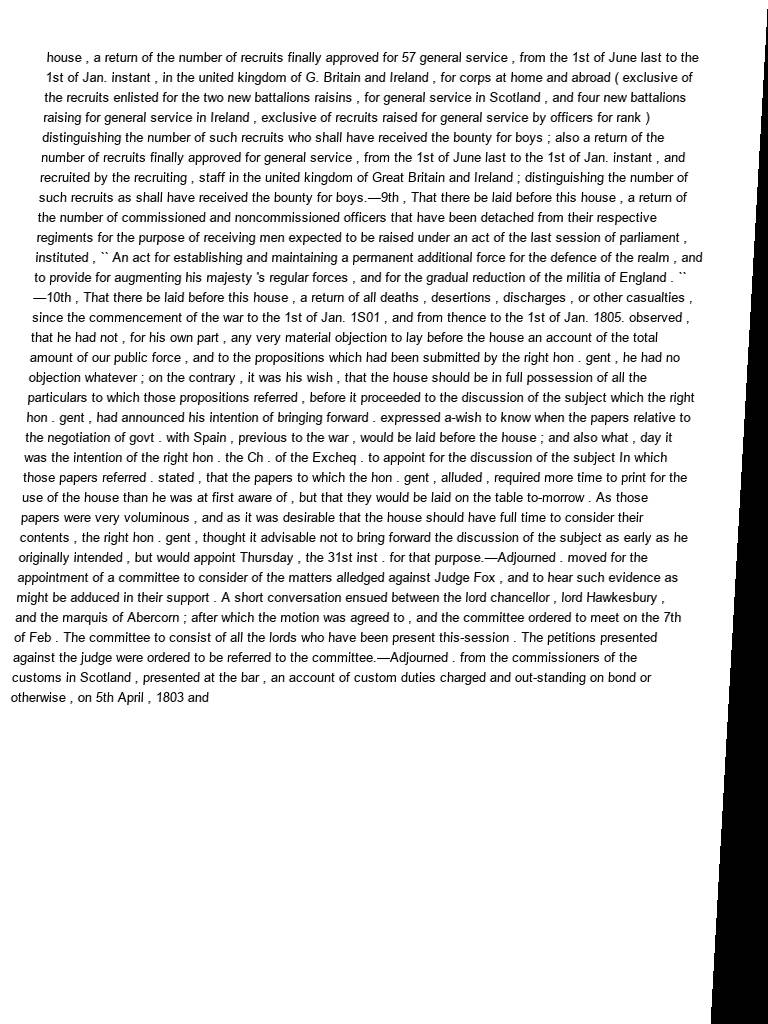 house , a return of the number of recruits finally approved for 57 general service , from the 1st of June last to the
1st of Jan. instant , in the united kingdom of G. Britain and Ireland , for corps at home and abroad ( exclusive of
the recruits enlisted for the two new battalions raisins , for general service in Scotland , and four new battalions
raising for general service in Ireland , exclusive of recruits raised for general service by officers for rank )
distinguishing the number of such recruits who shall have received the bounty for boys ; also a return of the
number of recruits finally approved for general service , from the 1st of June last to the 1st of Jan. instant , and
recruited by the recruiting , staff in the united kingdom of Great Britain and Ireland ; distinguishing the number of
such recruits as shall have received the bounty for boys.—9th , That there be laid before this house , a return of
the number of commissioned and noncommissioned officers that have been detached from their respective
regiments for the purpose of receiving men expected to be raised under an act of the last session of parliament ,
instituted , `` An act for establishing and maintaining a permanent additional force for the defence of the realm , and
to provide for augmenting his majesty 's regular forces , and for the gradual reduction of the militia of England . ``
—10th , That there be laid before this house , a return of all deaths , desertions , discharges , or other casualties ,
since the commencement of the war to the 1st of Jan. 1S01 , and from thence to the 1st of Jan. 1805. observed ,
that he had not , for his own part , any very material objection to lay before the house an account of the total
amount of our public force , and to the propositions which had been submitted by the right hon . gent , he had no
objection whatever ; on the contrary , it was his wish , that the house should be in full possession of all the
particulars to which those propositions referred , before it proceeded to the discussion of the subject which the right
hon . gent , had announced his intention of bringing forward . expressed a-wish to know when the papers relative to
the negotiation of govt . with Spain , previous to the war , would be laid before the house ; and also what , day it
was the intention of the right hon . the Ch . of the Excheq . to appoint for the discussion of the subject In which
those papers referred . stated , that the papers to which the hon . gent , alluded , required more time to print for the
use of the house than he was at first aware of , but that they would be laid on the table to-morrow . As those
papers were very voluminous , and as it was desirable that the house should have full time to consider their
contents , the right hon . gent , thought it advisable not to bring forward the discussion of the subject as early as he
originally intended , but would appoint Thursday , the 31st inst . for that purpose.—Adjourned . moved for the
appointment of a committee to consider of the matters alledged against Judge Fox , and to hear such evidence as
might be adduced in their support . A short conversation ensued between the lord chancellor , lord Hawkesbury ,
and the marquis of Abercorn ; after which the motion was agreed to , and the committee ordered to meet on the 7th
of Feb . The committee to consist of all the lords who have been present this-session . The petitions presented
against the judge were ordered to be referred to the committee.—Adjourned . from the commissioners of the
customs in Scotland , presented at the bar , an account of custom duties charged and out-standing on bond or
otherwise , on 5th April , 1803 and